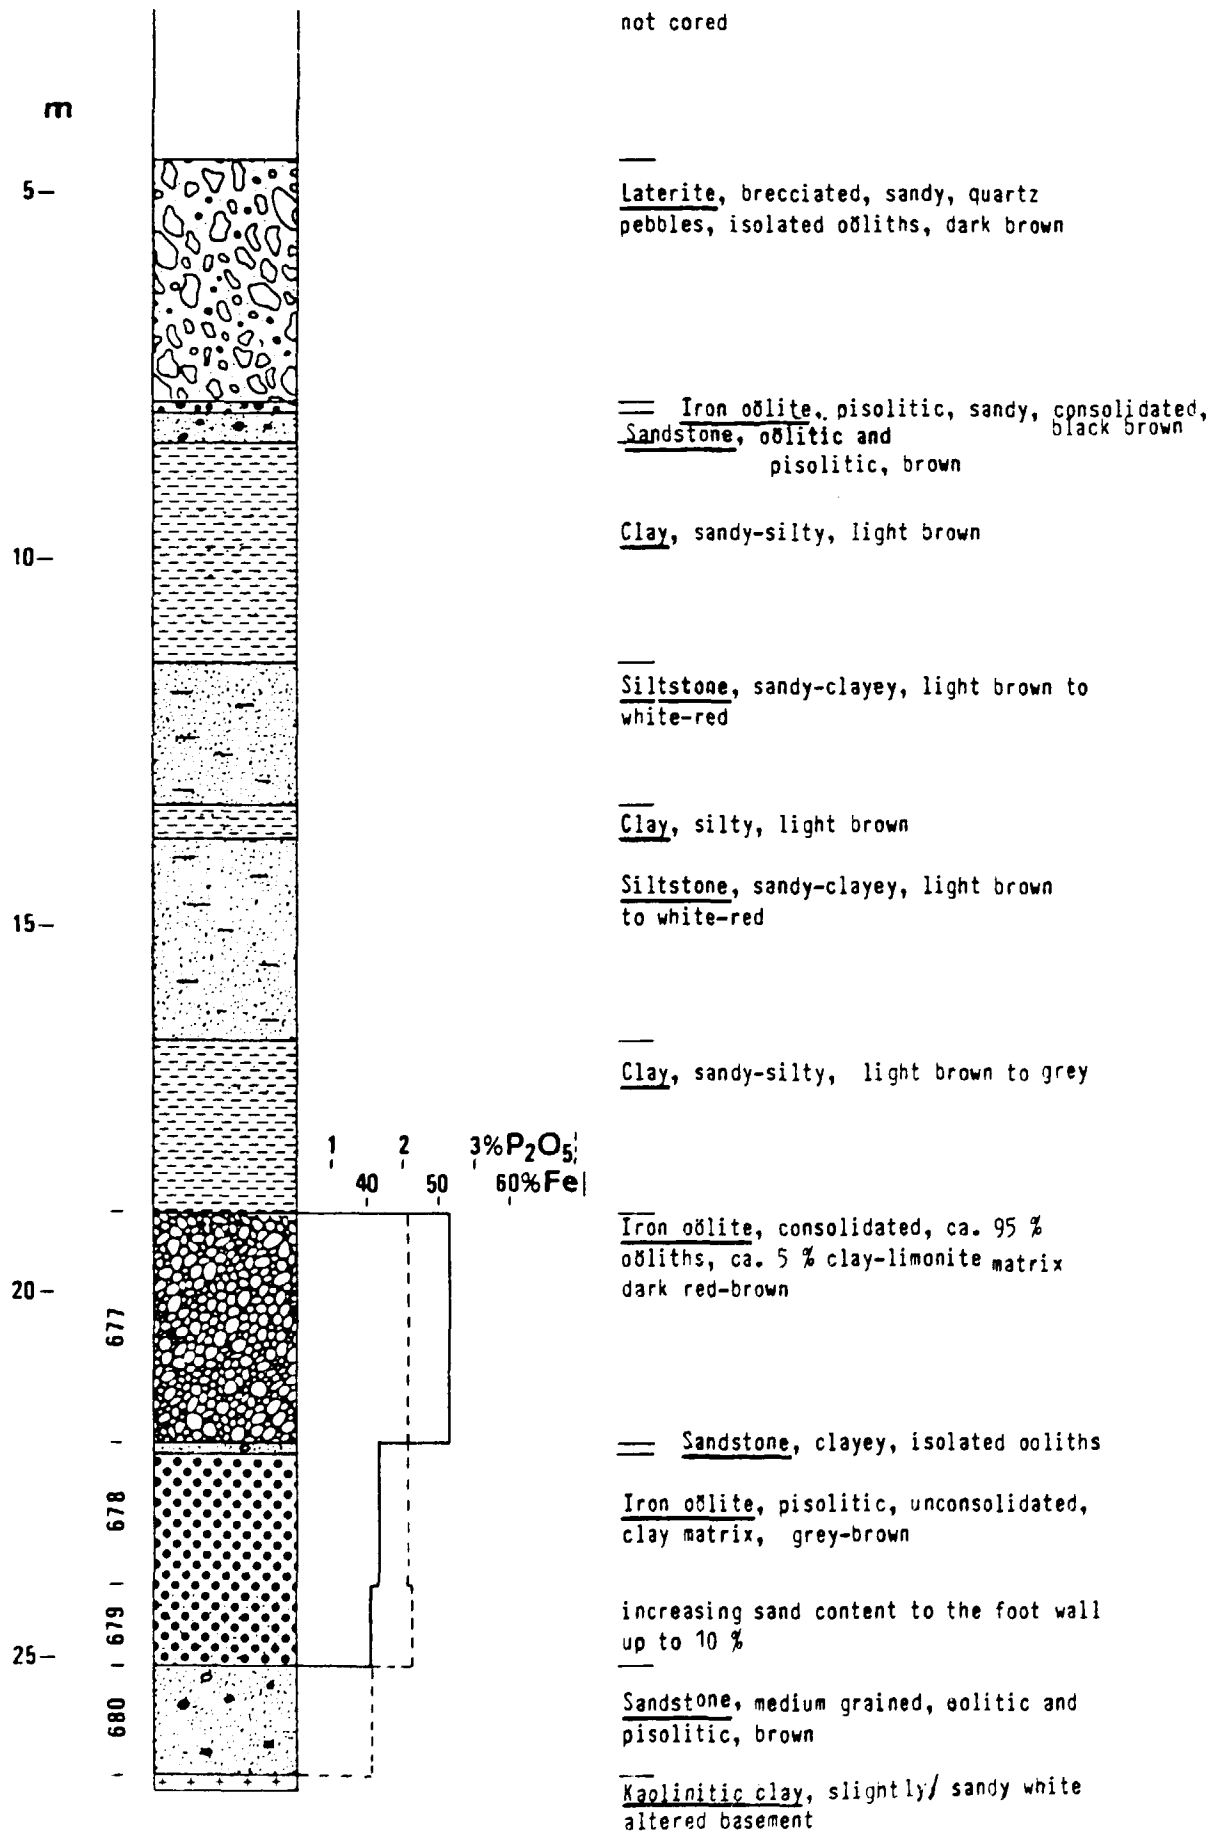 not cored
m
5—
Laterite, brecciated, sandy, quartz
pebbles, isolated oöliths, dark brown
Iron oölite, pisolitic, sandy, consolidated,
black brown
Sandstone, oölitic and
pisolitic, brown
Clay, sandy-silty, light brown
10—
Siltstone, sandy-clayey, light brown to
white-red
Clay, silty, light brown
Siltstone, sandy-clayey, light brown
to white-red
15—
Clay, sandy-silty, light brown to grey
1 2 3%P₂O₅
40 50 60%Fe
Iron oölite, consolidated, ca. 95 %
oöliths, ca. 5 % clay-limonite matrix
dark red-brown
20—
677
Sandstone, clayey, isolated ooliths
678
Iron oölite, pisolitic, unconsolidated,
clay matrix, grey-brown
679
increasing sand content to the foot wall
up to 10 %
25—
680
Sandstone, medium grained, oolitic and
pisolitic, brown
Kaolinitic clay, slightly/ sandy white
altered basement